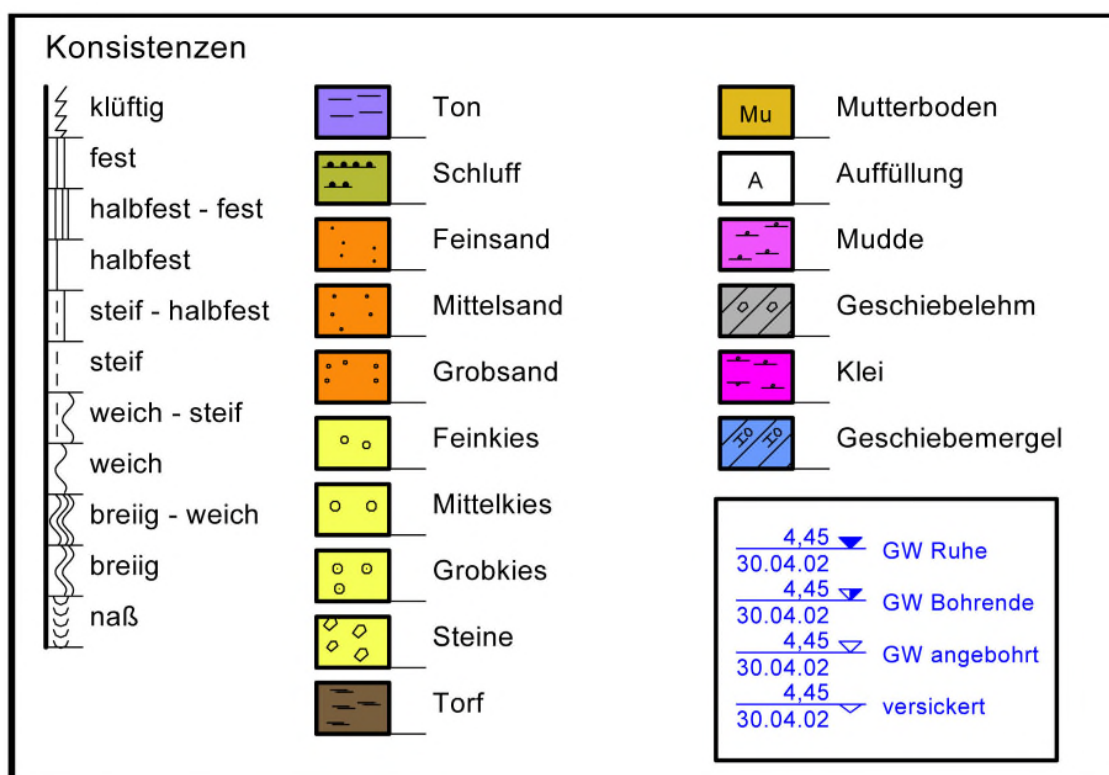 Konsistenzen
klüftig
fest
halbfest - fest
halbfest
steif - halbfest
steif
weich - steif
weich
breiig - weich
breiig
naß
Ton
Schluff
Feinsand
Mittelsand
Grobsand
Feinkies
Mittelkies
Grobkies
Steine
Torf
Mu Mutterboden
A Auffüllung
Mudde
Geschiebelehm
Klei
Geschiebemergel
4,45
30.04.02 GW Ruhe
4,45
30.04.02 GW Bohrende
4,45
30.04.02 GW angebohrt
4,45
30.04.02 versickert